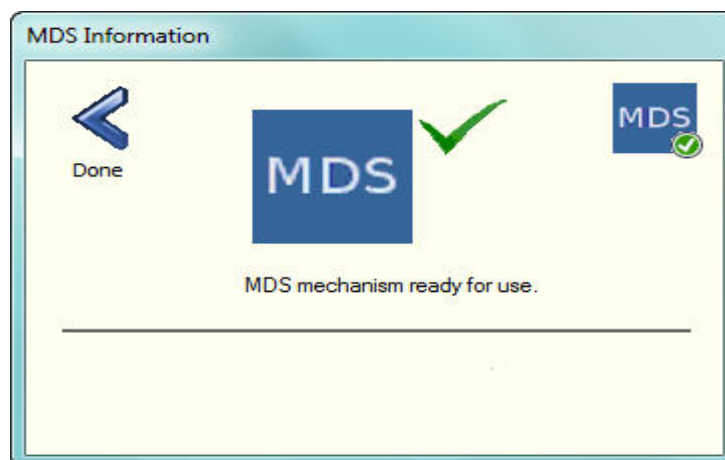 MDS Information
Done
MDS
MDS
MDS mechanism ready for use.